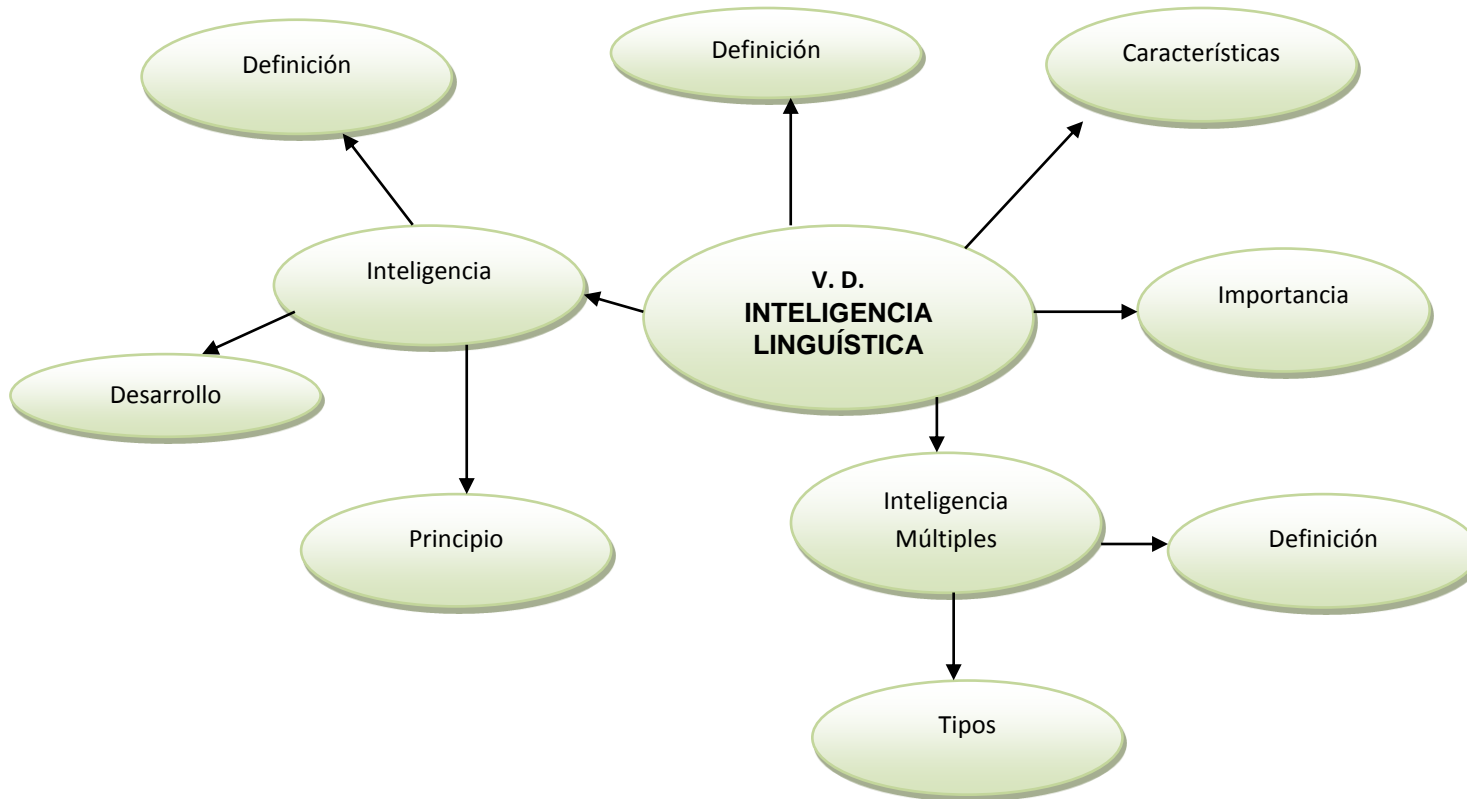 Definición
Definición
Características
Inteligencia
V. D.
INTELIGENCIA
LINGUÍSTICA
Importancia
Desarrollo
Principio
Inteligencia
Múltiples
Definición
Tipos